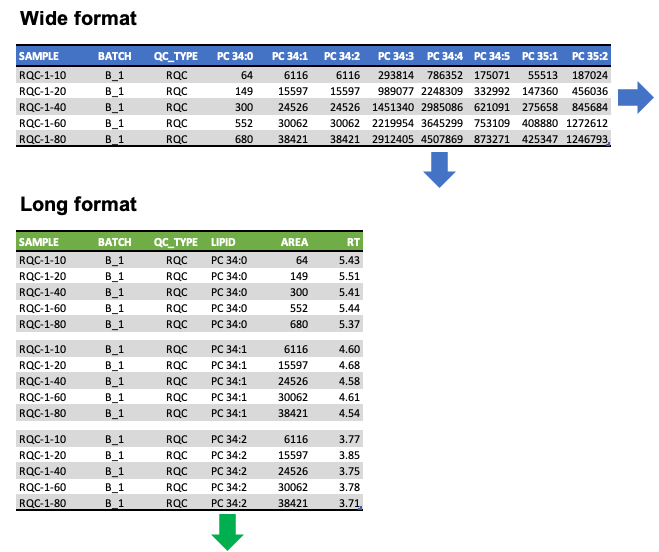 Wide format
SAMPLE BATCH QC_TYPE PC 34:0 PC 34:1 PC 34:2 PC 34:3 PC 34:4 PC 34:5 PC 35:1 PC 35:2
RQC-1-10 B_1 RQC 64 6116 6116 293814 786352 175071 55513 187024
RQC-1-20 B_1 RQC 149 15597 15597 989077 2248309 332992 147360 456036
RQC-1-40 B_1 RQC 300 24526 24526 1451340 2985086 621091 275658 845684
RQC-1-60 B_1 RQC 552 30062 30062 2219954 3645299 753109 408880 1272612
RQC-1-80 B_1 RQC 680 38421 38421 2912405 4507869 873271 425347 1246793
Long format
SAMPLE BATCH QC_TYPE LIPID AREA RT
RQC-1-10 B_1 RQC PC 34:0 64 5.43
RQC-1-20 B_1 RQC PC 34:0 149 5.51
RQC-1-40 B_1 RQC PC 34:0 300 5.41
RQC-1-60 B_1 RQC PC 34:0 552 5.44
RQC-1-80 B_1 RQC PC 34:0 680 5.37
RQC-1-10 B_1 RQC PC 34:1 6116 4.60
RQC-1-20 B_1 RQC PC 34:1 15597 4.68
RQC-1-40 B_1 RQC PC 34:1 24526 4.58
RQC-1-60 B_1 RQC PC 34:1 30062 4.61
RQC-1-80 B_1 RQC PC 34:1 38421 4.54
RQC-1-10 B_1 RQC PC 34:2 6116 3.77
RQC-1-20 B_1 RQC PC 34:2 15597 3.85
RQC-1-40 B_1 RQC PC 34:2 24526 3.75
RQC-1-60 B_1 RQC PC 34:2 30062 3.78
RQC-1-80 B_1 RQC PC 34:2 38421 3.71